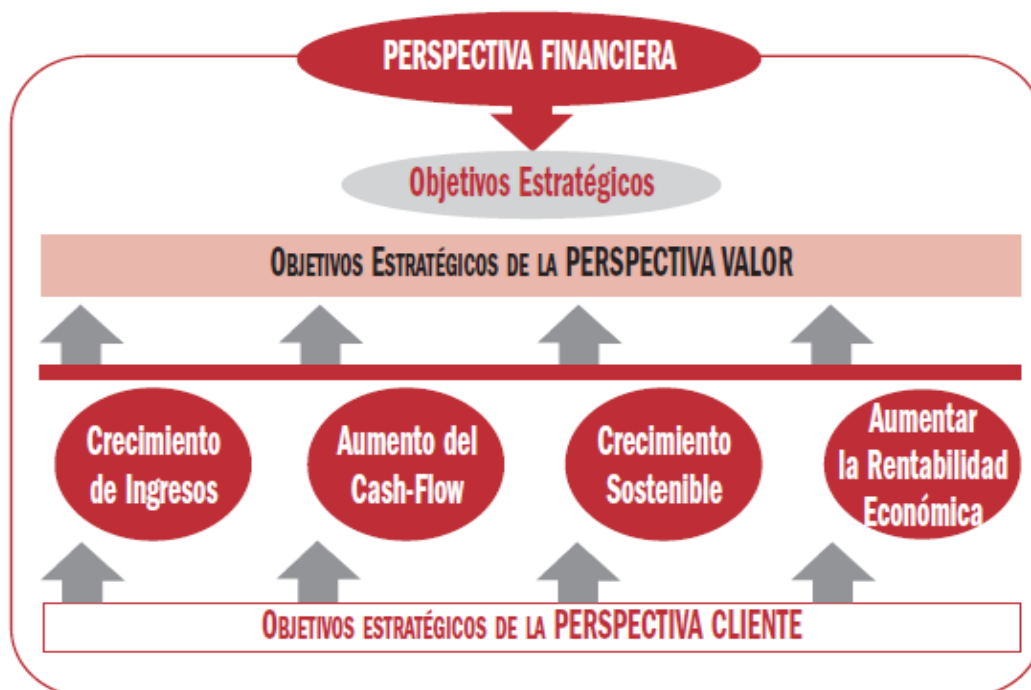 PERSPECTIVA FINANCIERA
Objetivos Estratégicos
OBJETIVOS ESTRATÉGICOS DE LA PERSPECTIVA VALOR
Crecimiento
de Ingresos
Aumento del
Cash-Flow
Crecimiento
Sostenible
Aumentar
la Rentabilidad
Económica
OBJETIVOS ESTRATÉGICOS DE LA PERSPECTIVA CLIENTE